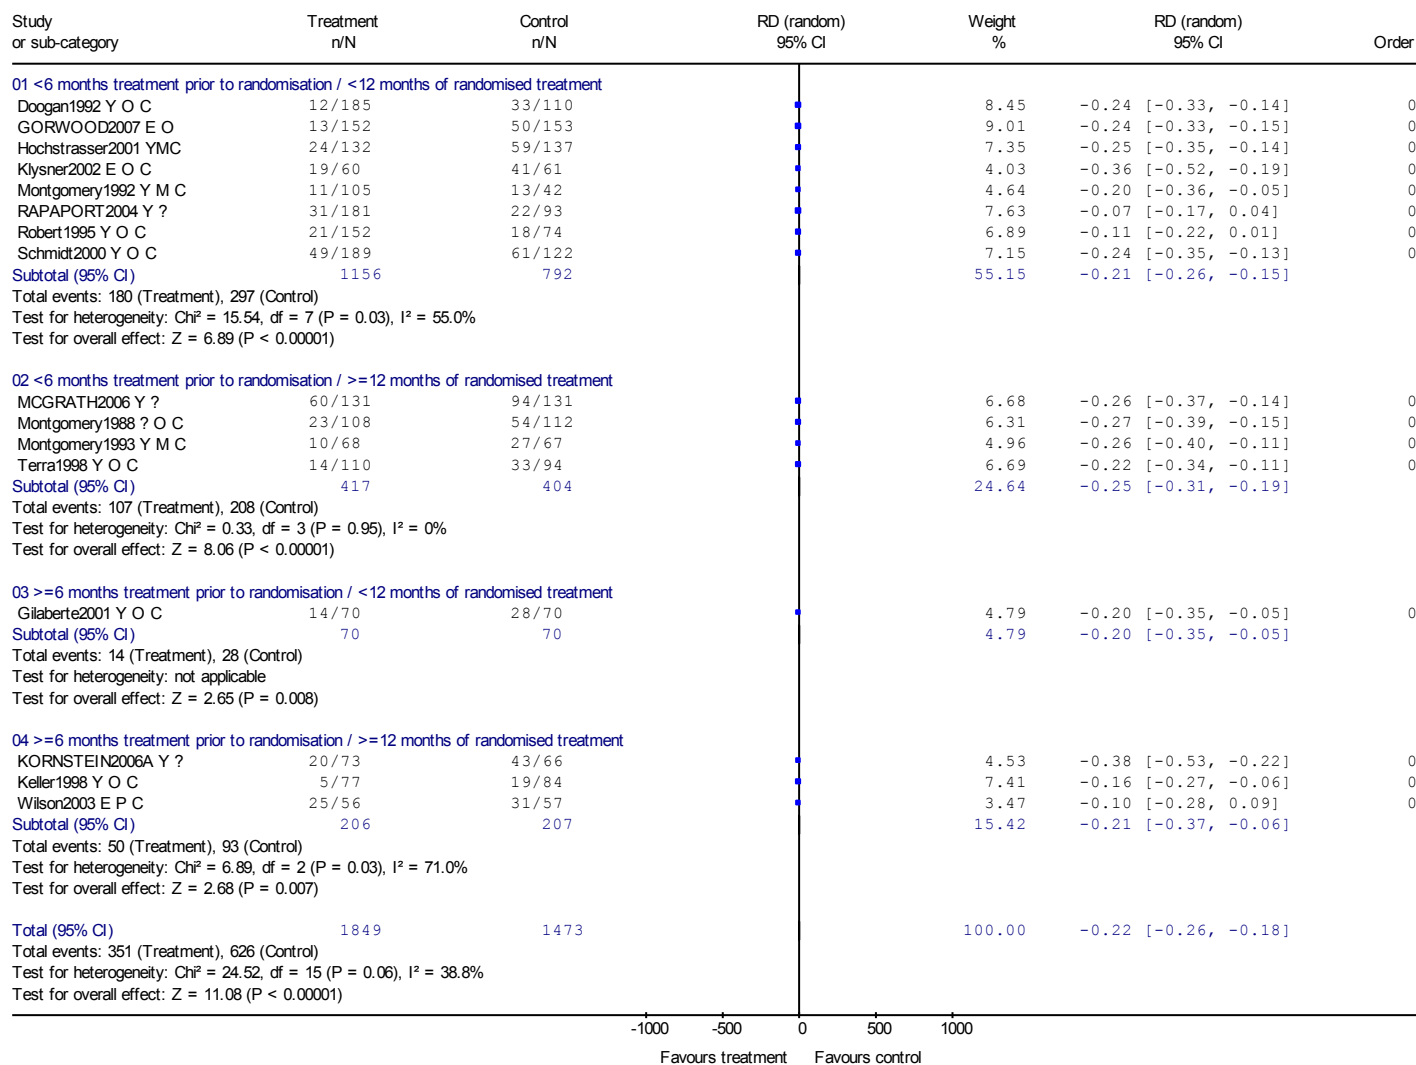 Study Treatment Control RD (random) Weight RD (random)
or sub-category n/N n/N 95% CI % 95% CI Order
01 <6 months treatment prior to randomisation / <12 months of randomised treatment
Doogan1992 Y O C 12/185 33/110 8.45 -0.24 [-0.33, -0.14] 0
GORWOOD2007 E O 13/152 50/153 9.01 -0.24 [-0.33, -0.15] 0
Hochstrasser2001 YMC 24/132 59/137 7.35 -0.25 [-0.35, -0.14] 0
Klysner2002 E O C 19/60 41/61 4.03 -0.36 [-0.52, -0.19] 0
Montgomery1992 Y M C 11/105 13/42 4.64 -0.20 [-0.36, -0.05] 0
RAPAPORT2004 Y ? 31/181 22/93 7.63 -0.07 [-0.17, 0.04] 0
Robert1995 Y O C 21/152 18/74 6.89 -0.11 [-0.22, 0.01] 0
Schmidt2000 Y O C 49/189 61/122 7.15 -0.24 [-0.35, -0.13] 0
Subtotal (95% CI) 1156 792 55.15 -0.21 [-0.26, -0.15]
Total events: 180 (Treatment), 297 (Control)
Test for heterogeneity: Chi² = 15.54, df = 7 (P = 0.03), I² = 55.0%
Test for overall effect: Z = 6.89 (P < 0.00001)
02 <6 months treatment prior to randomisation / >=12 months of randomised treatment
MCGRATH2006 Y ? 60/131 94/131 6.68 -0.26 [-0.37, -0.14] 0
Montgomery1988 ? O C 23/108 54/112 6.31 -0.27 [-0.39, -0.15] 0
Montgomery1993 Y M C 10/68 27/67 4.96 -0.26 [-0.40, -0.11] 0
Terra1998 Y O C 14/110 33/94 6.69 -0.22 [-0.34, -0.11] 0
Subtotal (95% CI) 417 404 24.64 -0.25 [-0.31, -0.19]
Total events: 107 (Treatment), 208 (Control)
Test for heterogeneity: Chi² = 0.33, df = 3 (P = 0.95), I² = 0%
Test for overall effect: Z = 8.06 (P < 0.00001)
03 >=6 months treatment prior to randomisation / <12 months of randomised treatment
Gilaberte2001 Y O C 14/70 28/70 4.79 -0.20 [-0.35, -0.05] 0
Subtotal (95% CI) 70 70 4.79 -0.20 [-0.35, -0.05]
Total events: 14 (Treatment), 28 (Control)
Test for heterogeneity: not applicable
Test for overall effect: Z = 2.65 (P = 0.008)
04 >=6 months treatment prior to randomisation / >=12 months of randomised treatment
KORNSTEIN2006A Y ? 20/73 43/66 4.53 -0.38 [-0.53, -0.22] 0
Keller1998 Y O C 5/77 19/84 7.41 -0.16 [-0.27, -0.06] 0
Wilson2003 E P C 25/56 31/57 3.47 -0.10 [-0.28, 0.09] 0
Subtotal (95% CI) 206 207 15.42 -0.21 [-0.37, -0.06]
Total events: 50 (Treatment), 93 (Control)
Test for heterogeneity: Chi² = 6.89, df = 2 (P = 0.03), I² = 71.0%
Test for overall effect: Z = 2.68 (P = 0.007)
Total (95% CI) 1849 1473 100.00 -0.22 [-0.26, -0.18]
Total events: 351 (Treatment), 626 (Control)
Test for heterogeneity: Chi² = 24.52, df = 15 (P = 0.06), I² = 38.8%
Test for overall effect: Z = 11.08 (P < 0.00001)
-1000 -500 0 500 1000
Favours treatment Favours control